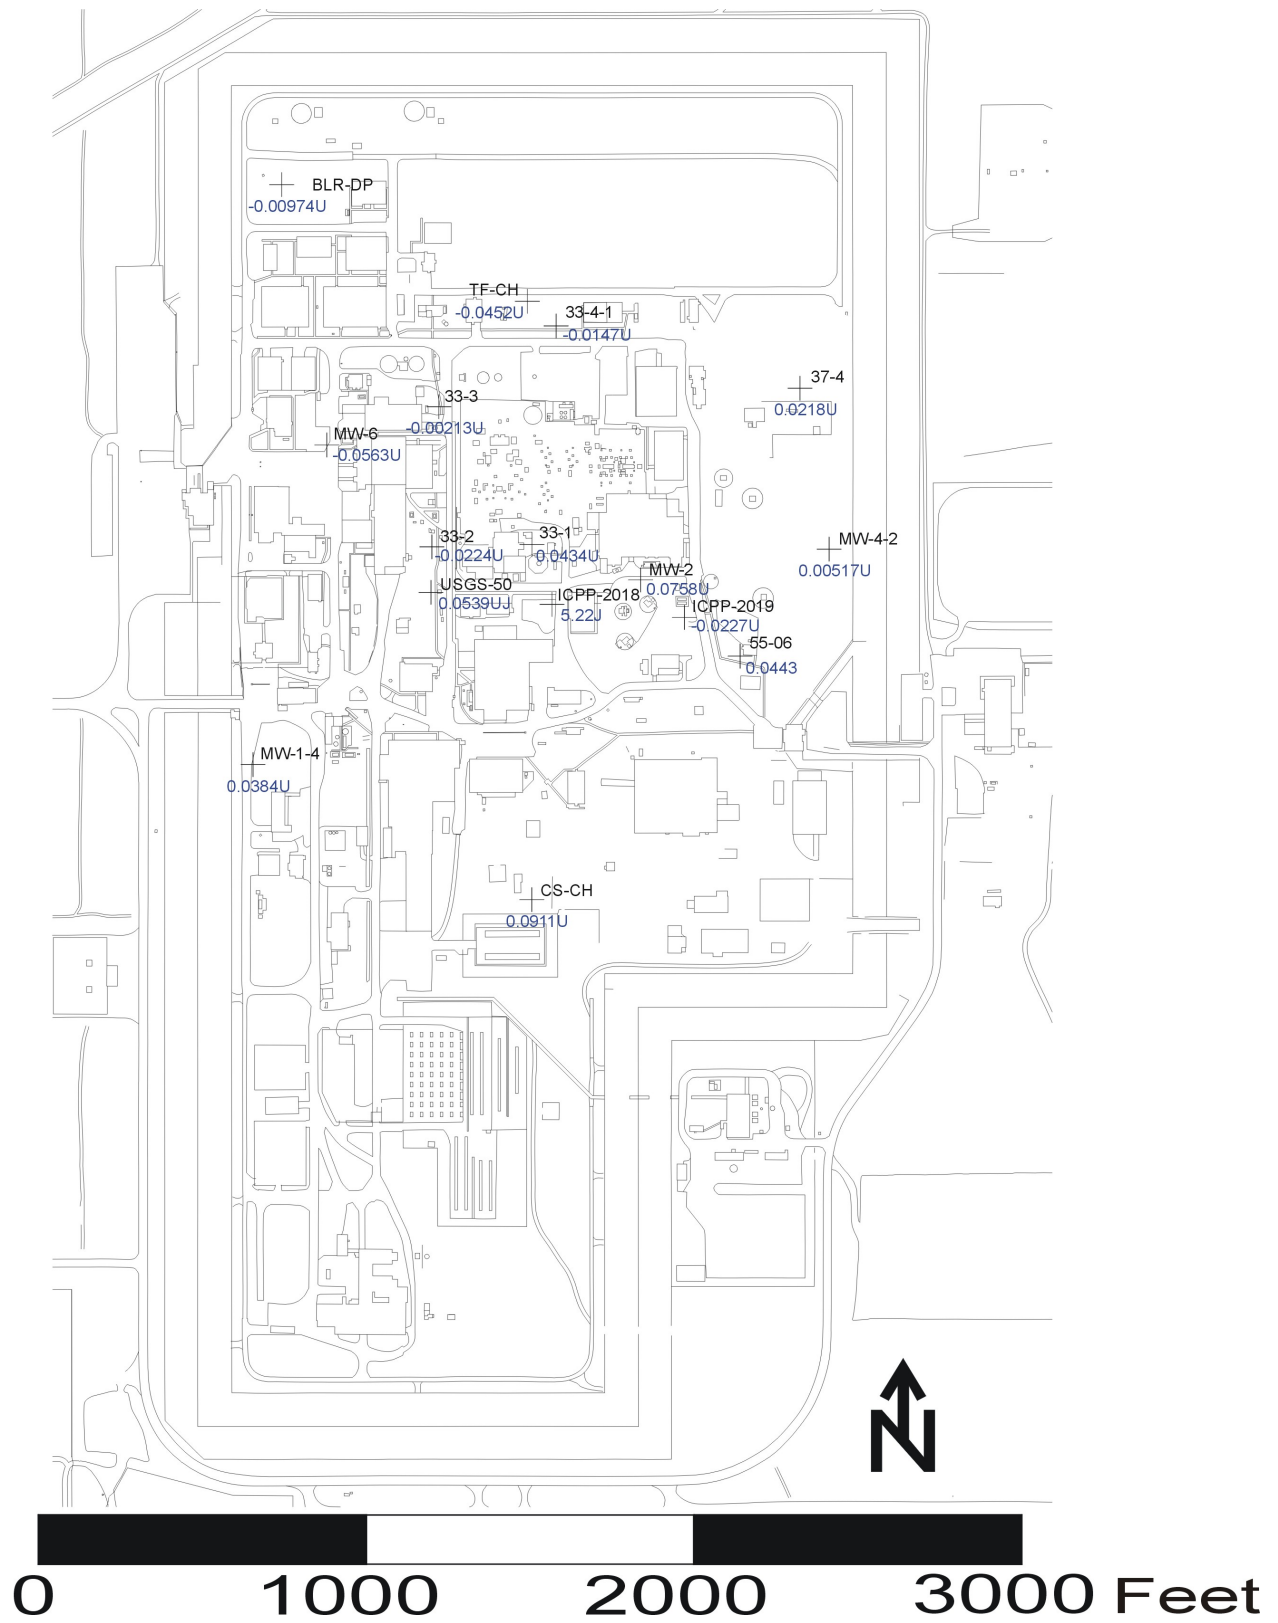 BLR-DP
-0.00974U
TF-CH
-0.0452U
33-4-1
-0.0147U
37-4
0.0218U
33-3
-0.00213U
MW-6
-0.0563U
33-2
-0.0224U
33-1
0.0434U
MW-4-2
0.00517U
MW-2
0.0758U
USGS-50
0.0539UJ
ICPP-2018
5.22J
ICPP-2019
-0.0227U
55-06
0.0443
MW-1-4
0.0384U
CS-CH
0.0911U
N
0 1000 2000 3000 Feet